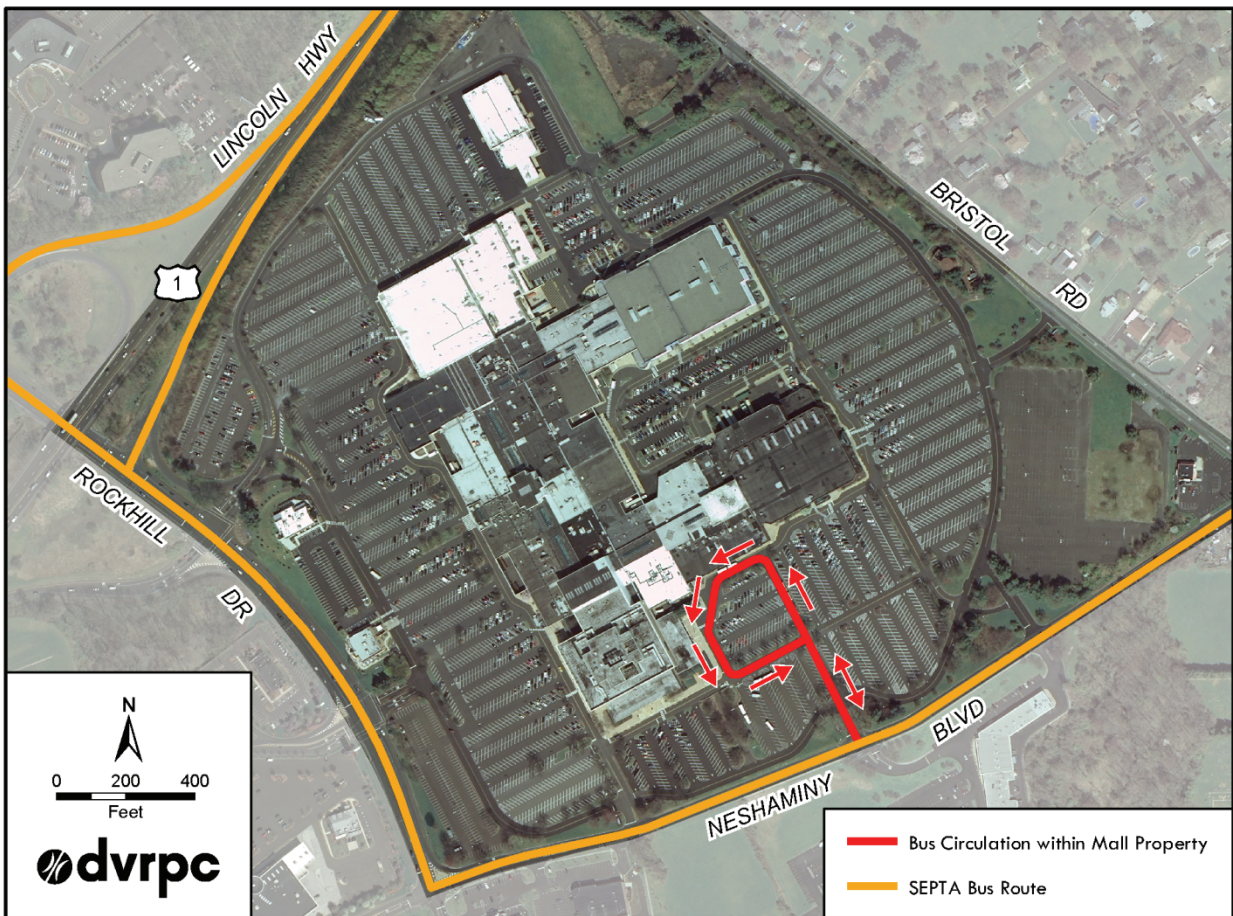 LINCOLN HWY
1
BRISTOL RD
ROCKHILL DR
NESHAMINY BLVD
N
0 200 400
Feet
dvrpc
Bus Circulation within Mall Property
SEPTA Bus Route